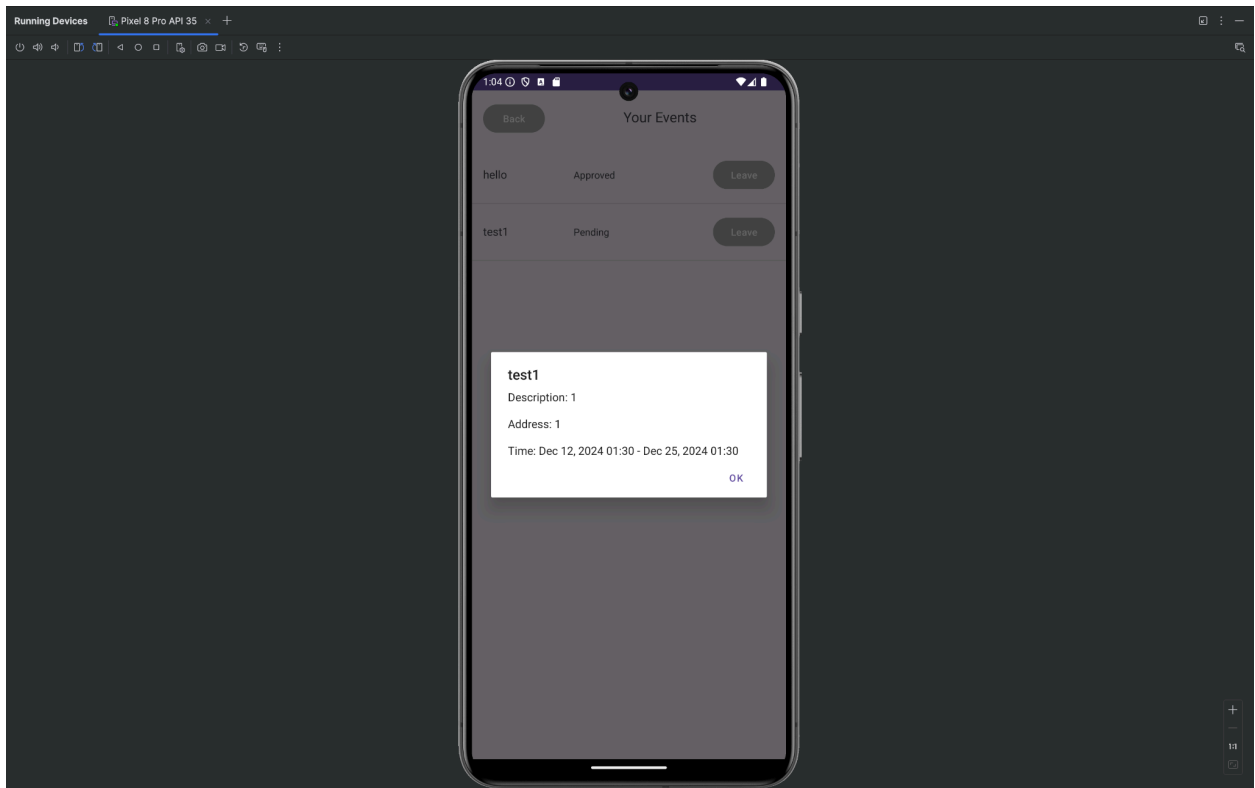 Running Devices Pixel 8 Pro API 35
1:04
Back Your Events
hello Approved Leave
test1 Pending Leave
test1
Description: 1
Address: 1
Time: Dec 12, 2024 01:30 - Dec 25, 2024 01:30
OK
1:1